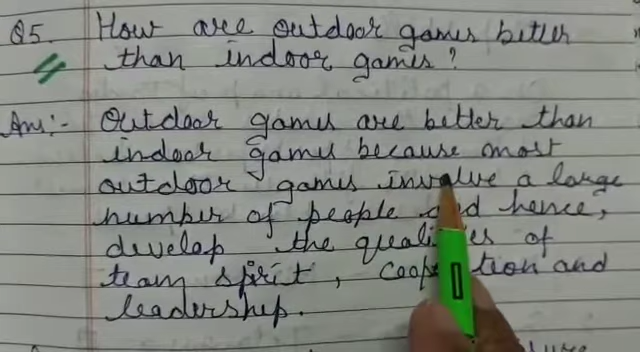 Q5. How are outdoor games better
than indoor games?
Ans:- Outdoor games are better than
indoor games because most
outdoor games involve a large
number of people and hence,
develop the qualities of
team spirit, cooperation and
leadership.